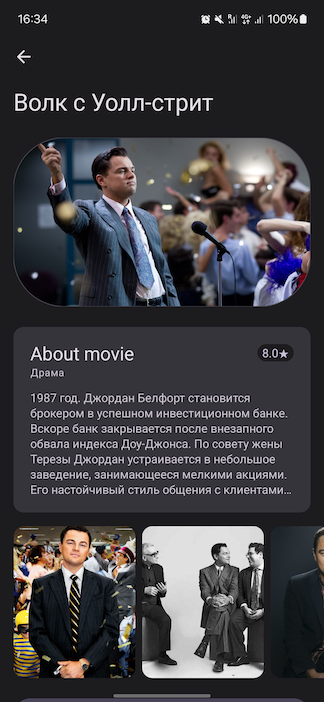 16:34
4G+
100%
Волк с Уолл-стрит
About movie
8.0★
Драма
1987 год. Джордан Белфорт становится
брокером в успешном инвестиционном банке.
Вскоре банк закрывается после внезапного
обвала индекса Доу-Джонса. По совету жены
Терезы Джордан устраивается в небольшое
заведение, занимающееся мелкими акциями.
Его настойчивый стиль общения с клиентами…